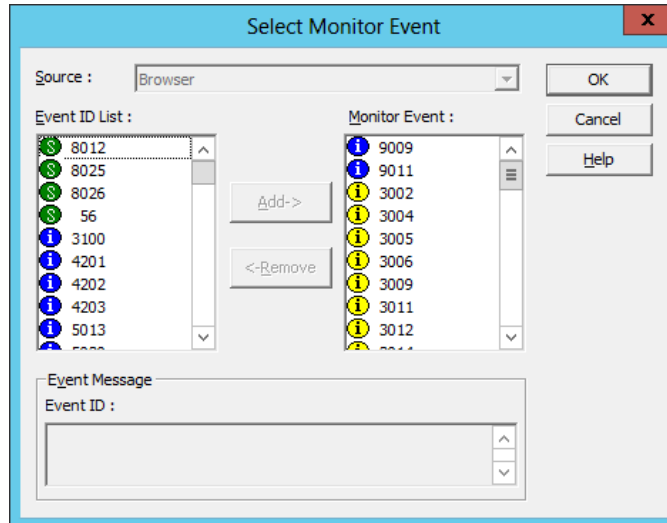 Select Monitor Event
x
Source :
Browser
OK
Event ID List :
Monitor Event :
Cancel
Help
S 8012
S 8025
S 8026
S 56
i 3100
i 4201
i 4202
i 4203
i 5013
Add->
<-Remove
i 9009
i 9011
i 3002
i 3004
i 3005
i 3006
i 3009
i 3011
i 3012
Event Message
Event ID :